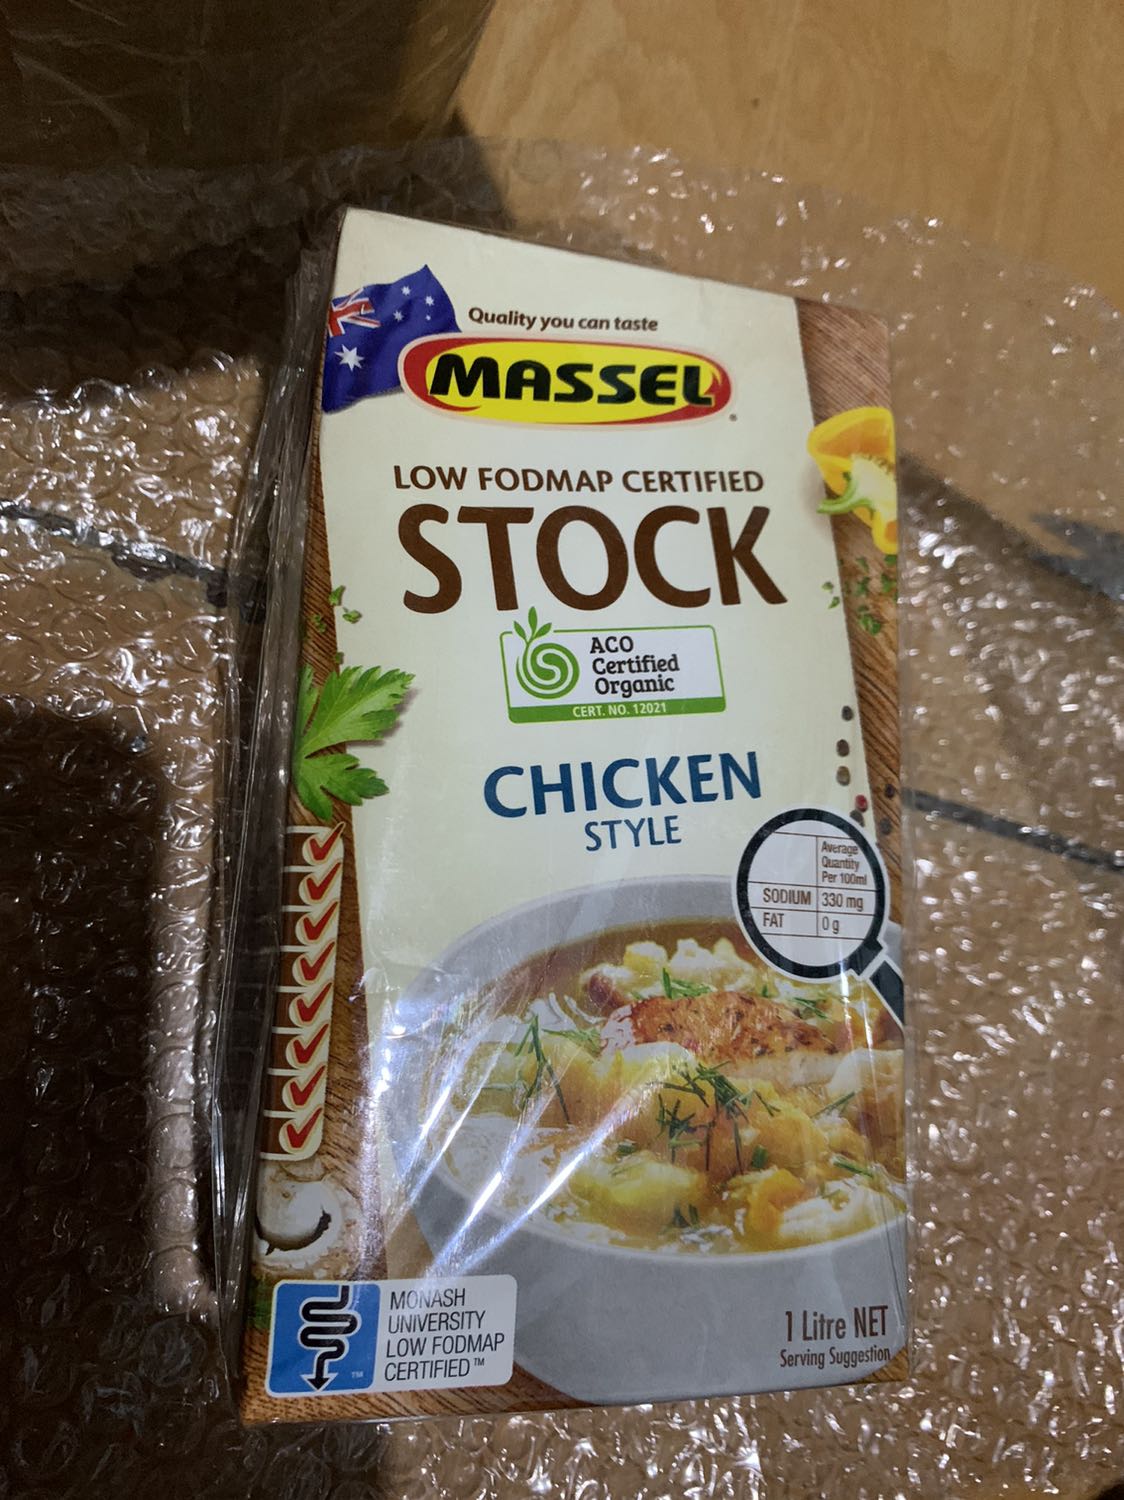 Quality you can taste
MASSEL
LOW FODMAP CERTIFIED
STOCK
ACO
Certified
Organic
CERT. NO. 12021
CHICKEN
STYLE
Average
Quantity
Per 100ml
SODIUM 330 mg
FAT 0 g
MONASH
UNIVERSITY
LOW FODMAP
CERTIFIED™
TM
1 Litre NET
Serving Suggestion